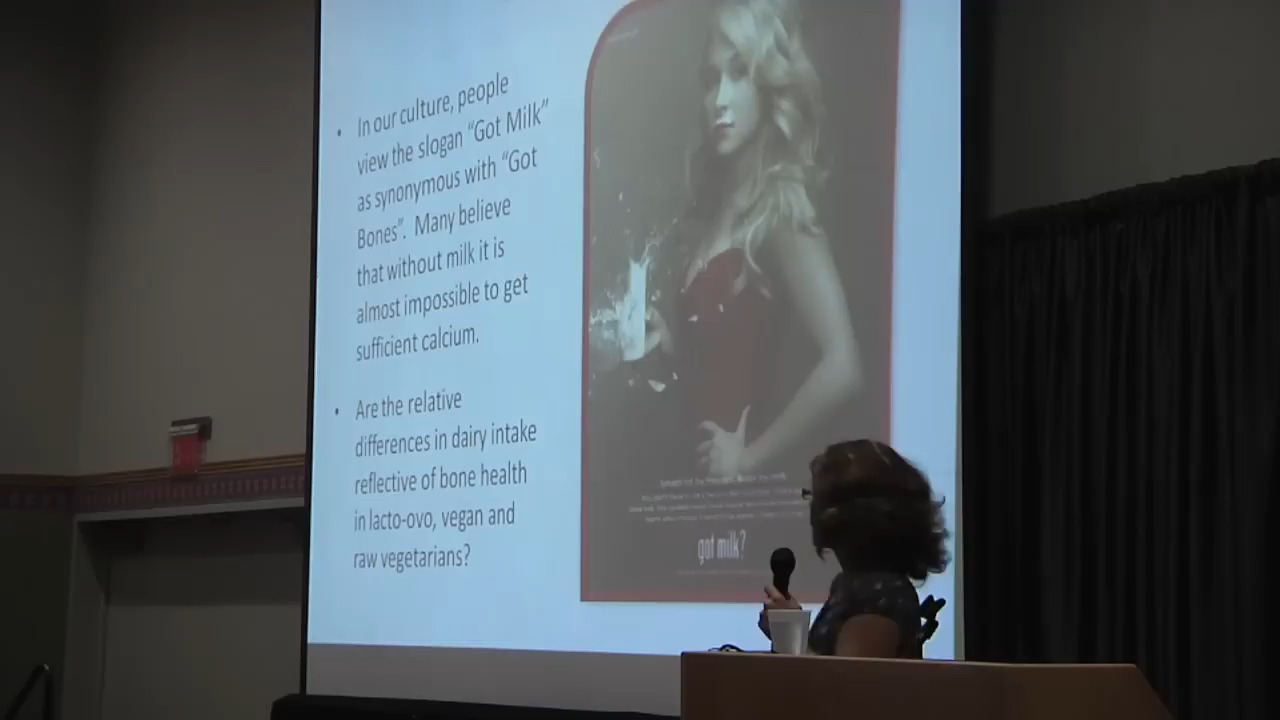 In our culture, people
view the slogan "Got Milk"
as synonymous with "Got
Bones". Many believe
that without milk it is
almost impossible to get
sufficient calcium.
Are the relative
differences in dairy intake
reflective of bone health
in lacto-ovo, vegan and
raw vegetarians?
got milk?